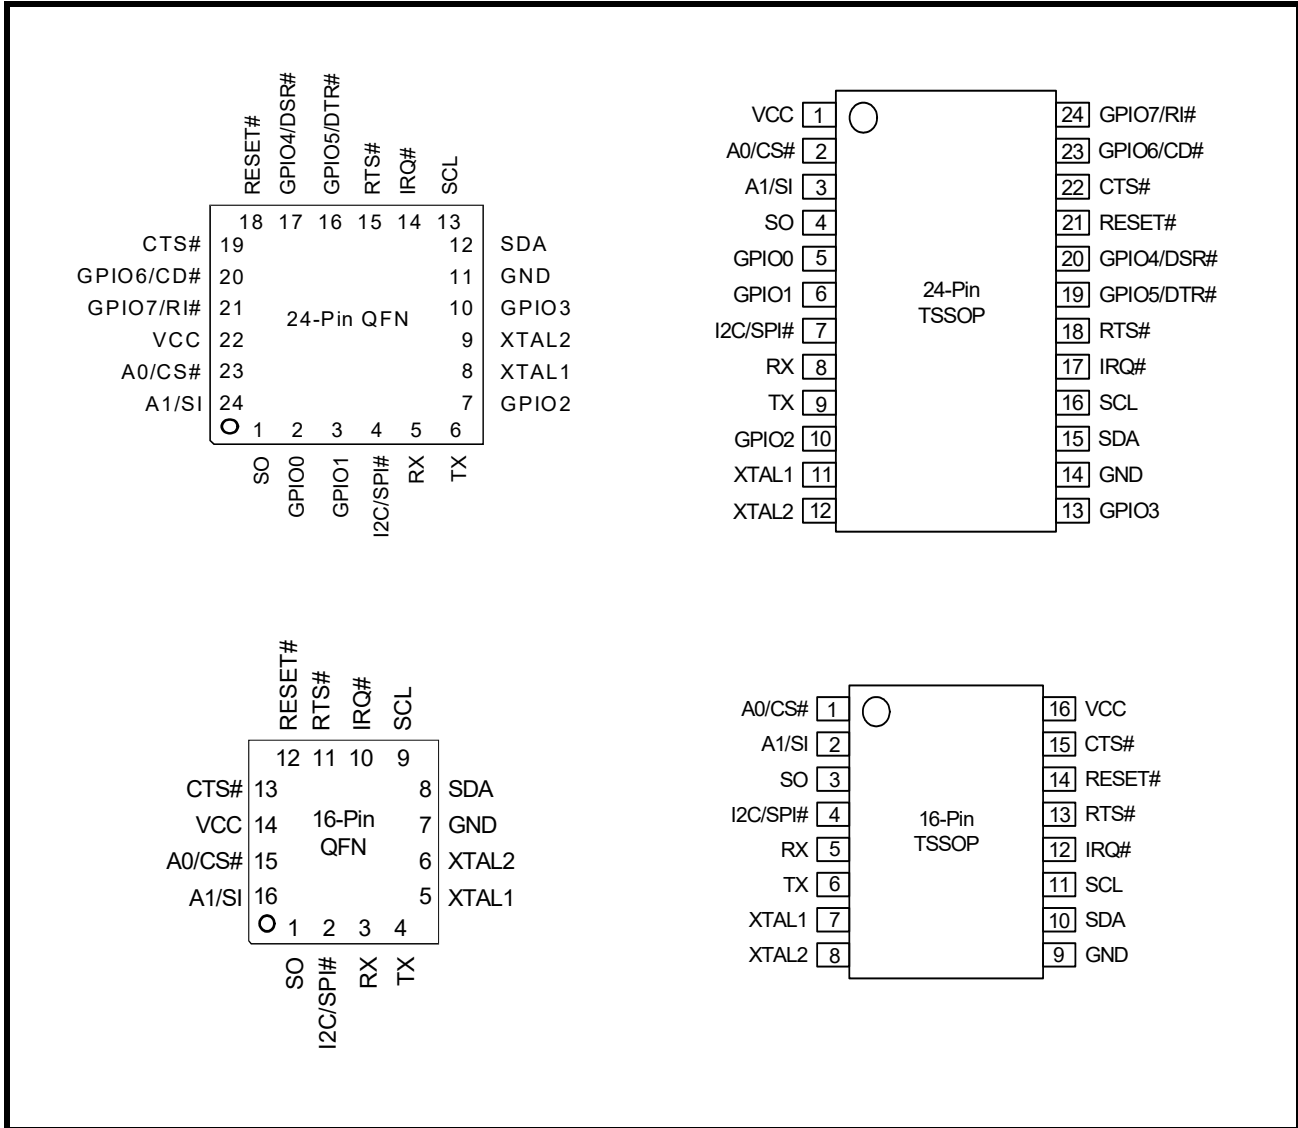 RESET#
GPIO4/DSR#
GPIO5/DTR#
RTS#
IRQ#
SCL
18 17 16 15 14 13
CTS# 19
12 SDA
GPIO6/CD# 20
11 GND
GPIO7/RI# 21
24-Pin QFN
10 GPIO3
VCC 22
9 XTAL2
A0/CS# 23
8 XTAL1
A1/SI 24
7 GPIO2
1 2 3 4 5 6
SO
GPIO0
GPIO1
I2C/SPI#
RX
TX
VCC 1
24 GPIO7/RI#
A0/CS# 2
23 GPIO6/CD#
A1/SI 3
22 CTS#
SO 4
21 RESET#
GPIO0 5
20 GPIO4/DSR#
GPIO1 6
24-Pin
TSSOP
19 GPIO5/DTR#
I2C/SPI# 7
18 RTS#
RX 8
17 IRQ#
TX 9
16 SCL
GPIO2 10
15 SDA
XTAL1 11
14 GND
XTAL2 12
13 GPIO3
RESET#
RTS#
IRQ#
SCL
12 11 10 9
CTS# 13
8 SDA
VCC 14
16-Pin
QFN
7 GND
A0/CS# 15
6 XTAL2
A1/SI 16
5 XTAL1
1 2 3 4
SO
I2C/SPI#
RX
TX
A0/CS# 1
16 VCC
A1/SI 2
15 CTS#
SO 3
14 RESET#
I2C/SPI# 4
16-Pin
TSSOP
13 RTS#
RX 5
12 IRQ#
TX 6
11 SCL
XTAL1 7
10 SDA
XTAL2 8
9 GND